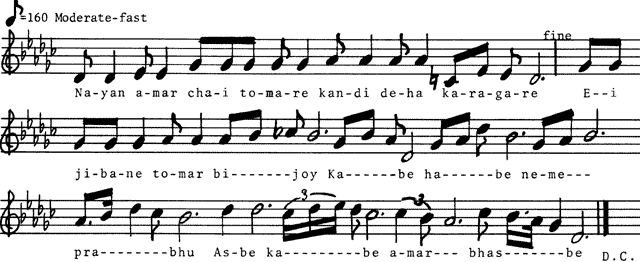 ♪=160 Moderate-fast
fine
Na-yan a-mar cha-i to-ma-re kan-di de-ha ka-ra-ga-re E--i
ji-ba-ne to-mar bi-------joy Ka------be ha------be ne-me---
3 3
pra--------bhu As-be ka---------be a-mar--- bhas-------be D.C.